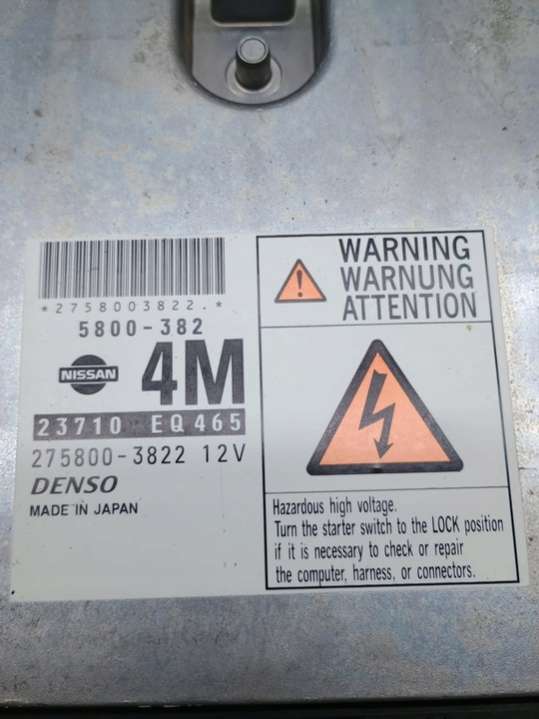 *2758003822.*
5800-382
NISSAN
4M
23710 EQ465
275800-3822 12V
DENSO
MADE IN JAPAN
WARNING
WARNUNG
ATTENTION
Hazardous high voltage.
Turn the starter switch to the LOCK position
if it is necessary to check or repair
the computer, harness, or connectors.